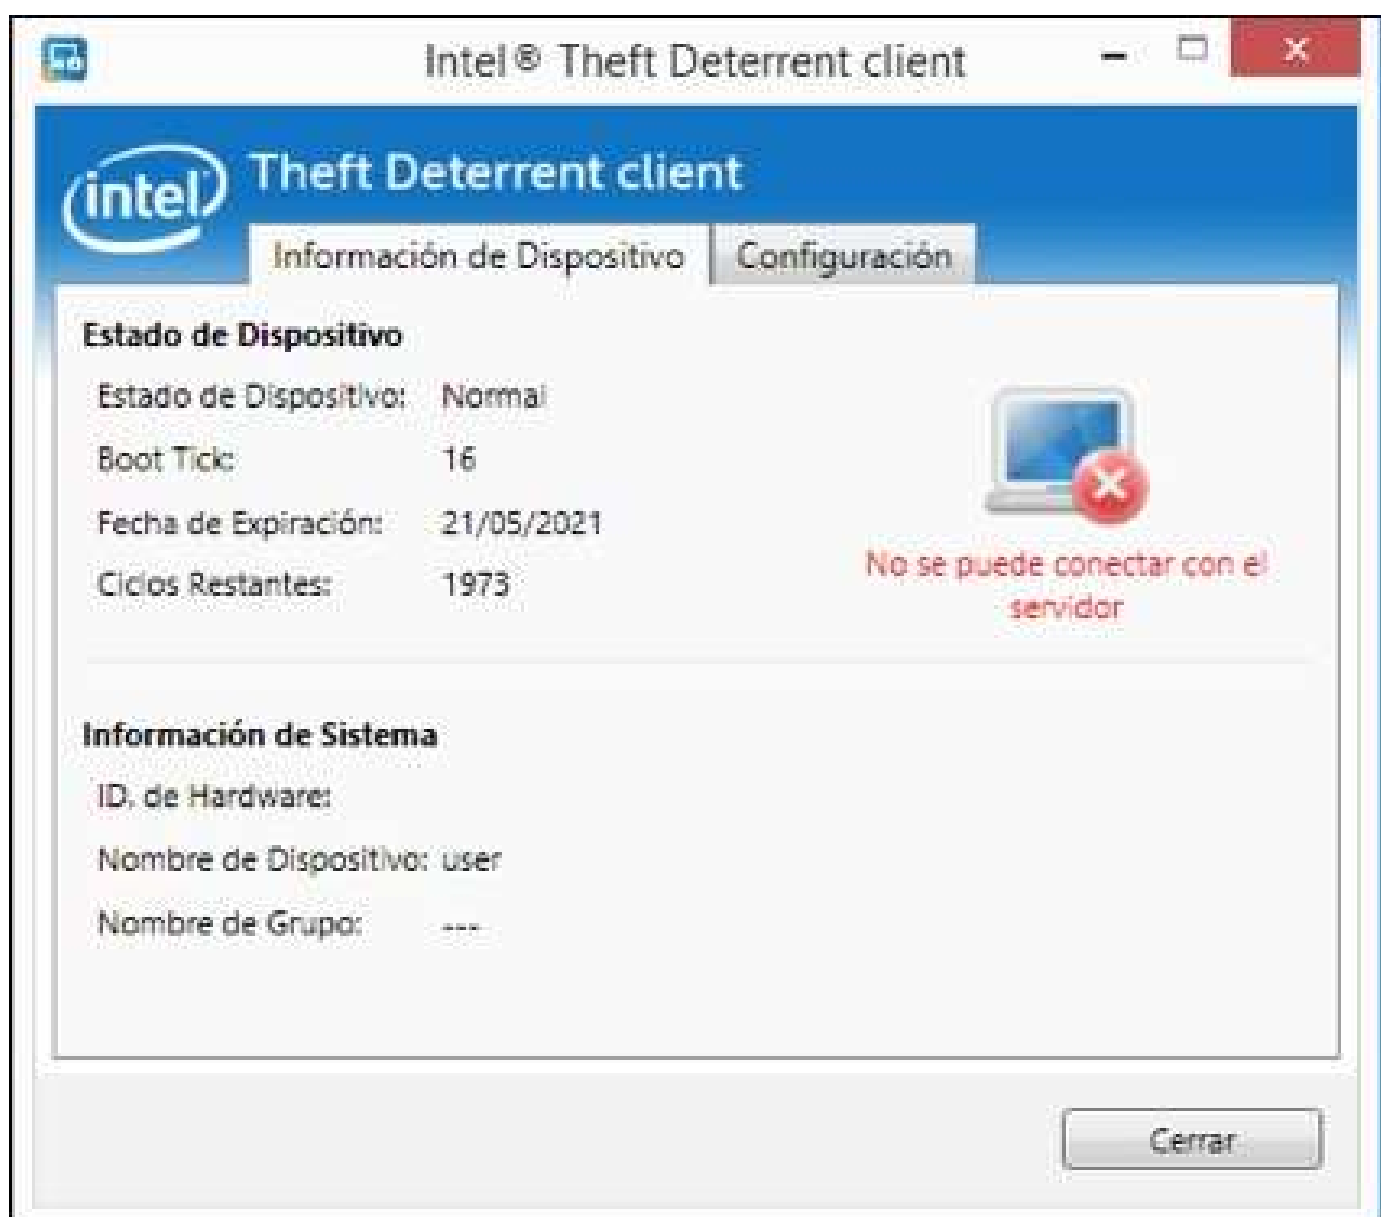 Intel® Theft Deterrent client
intel Theft Deterrent client
Información de Dispositivo Configuración
Estado de Dispositivo
Estado de Dispositivo: Normal
Boot Tick: 16
Fecha de Expiración: 21/05/2021
Ciclos Restantes: 1973
No se puede conectar con el
servidor
Información de Sistema
ID. de Hardware:
Nombre de Dispositivo: user
Nombre de Grupo: ---
Cerrar